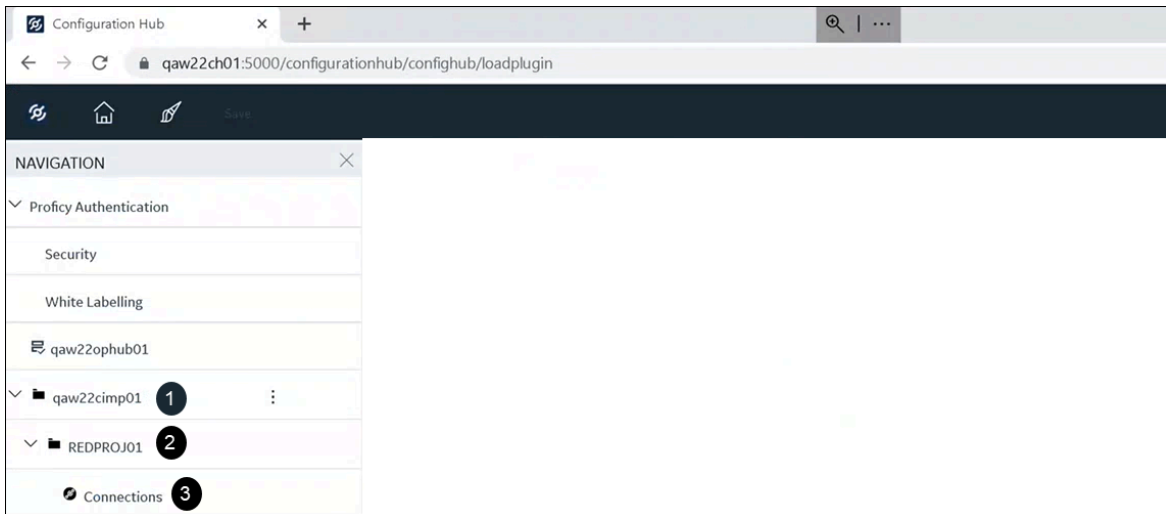 Configuration Hub
qaw22ch01:5000/configurationhub/confighub/loadplugin
Save
NAVIGATION
Proficy Authentication
Security
White Labelling
qaw22ophub01
qaw22cimp01 1
REDPROJ01 2
Connections 3